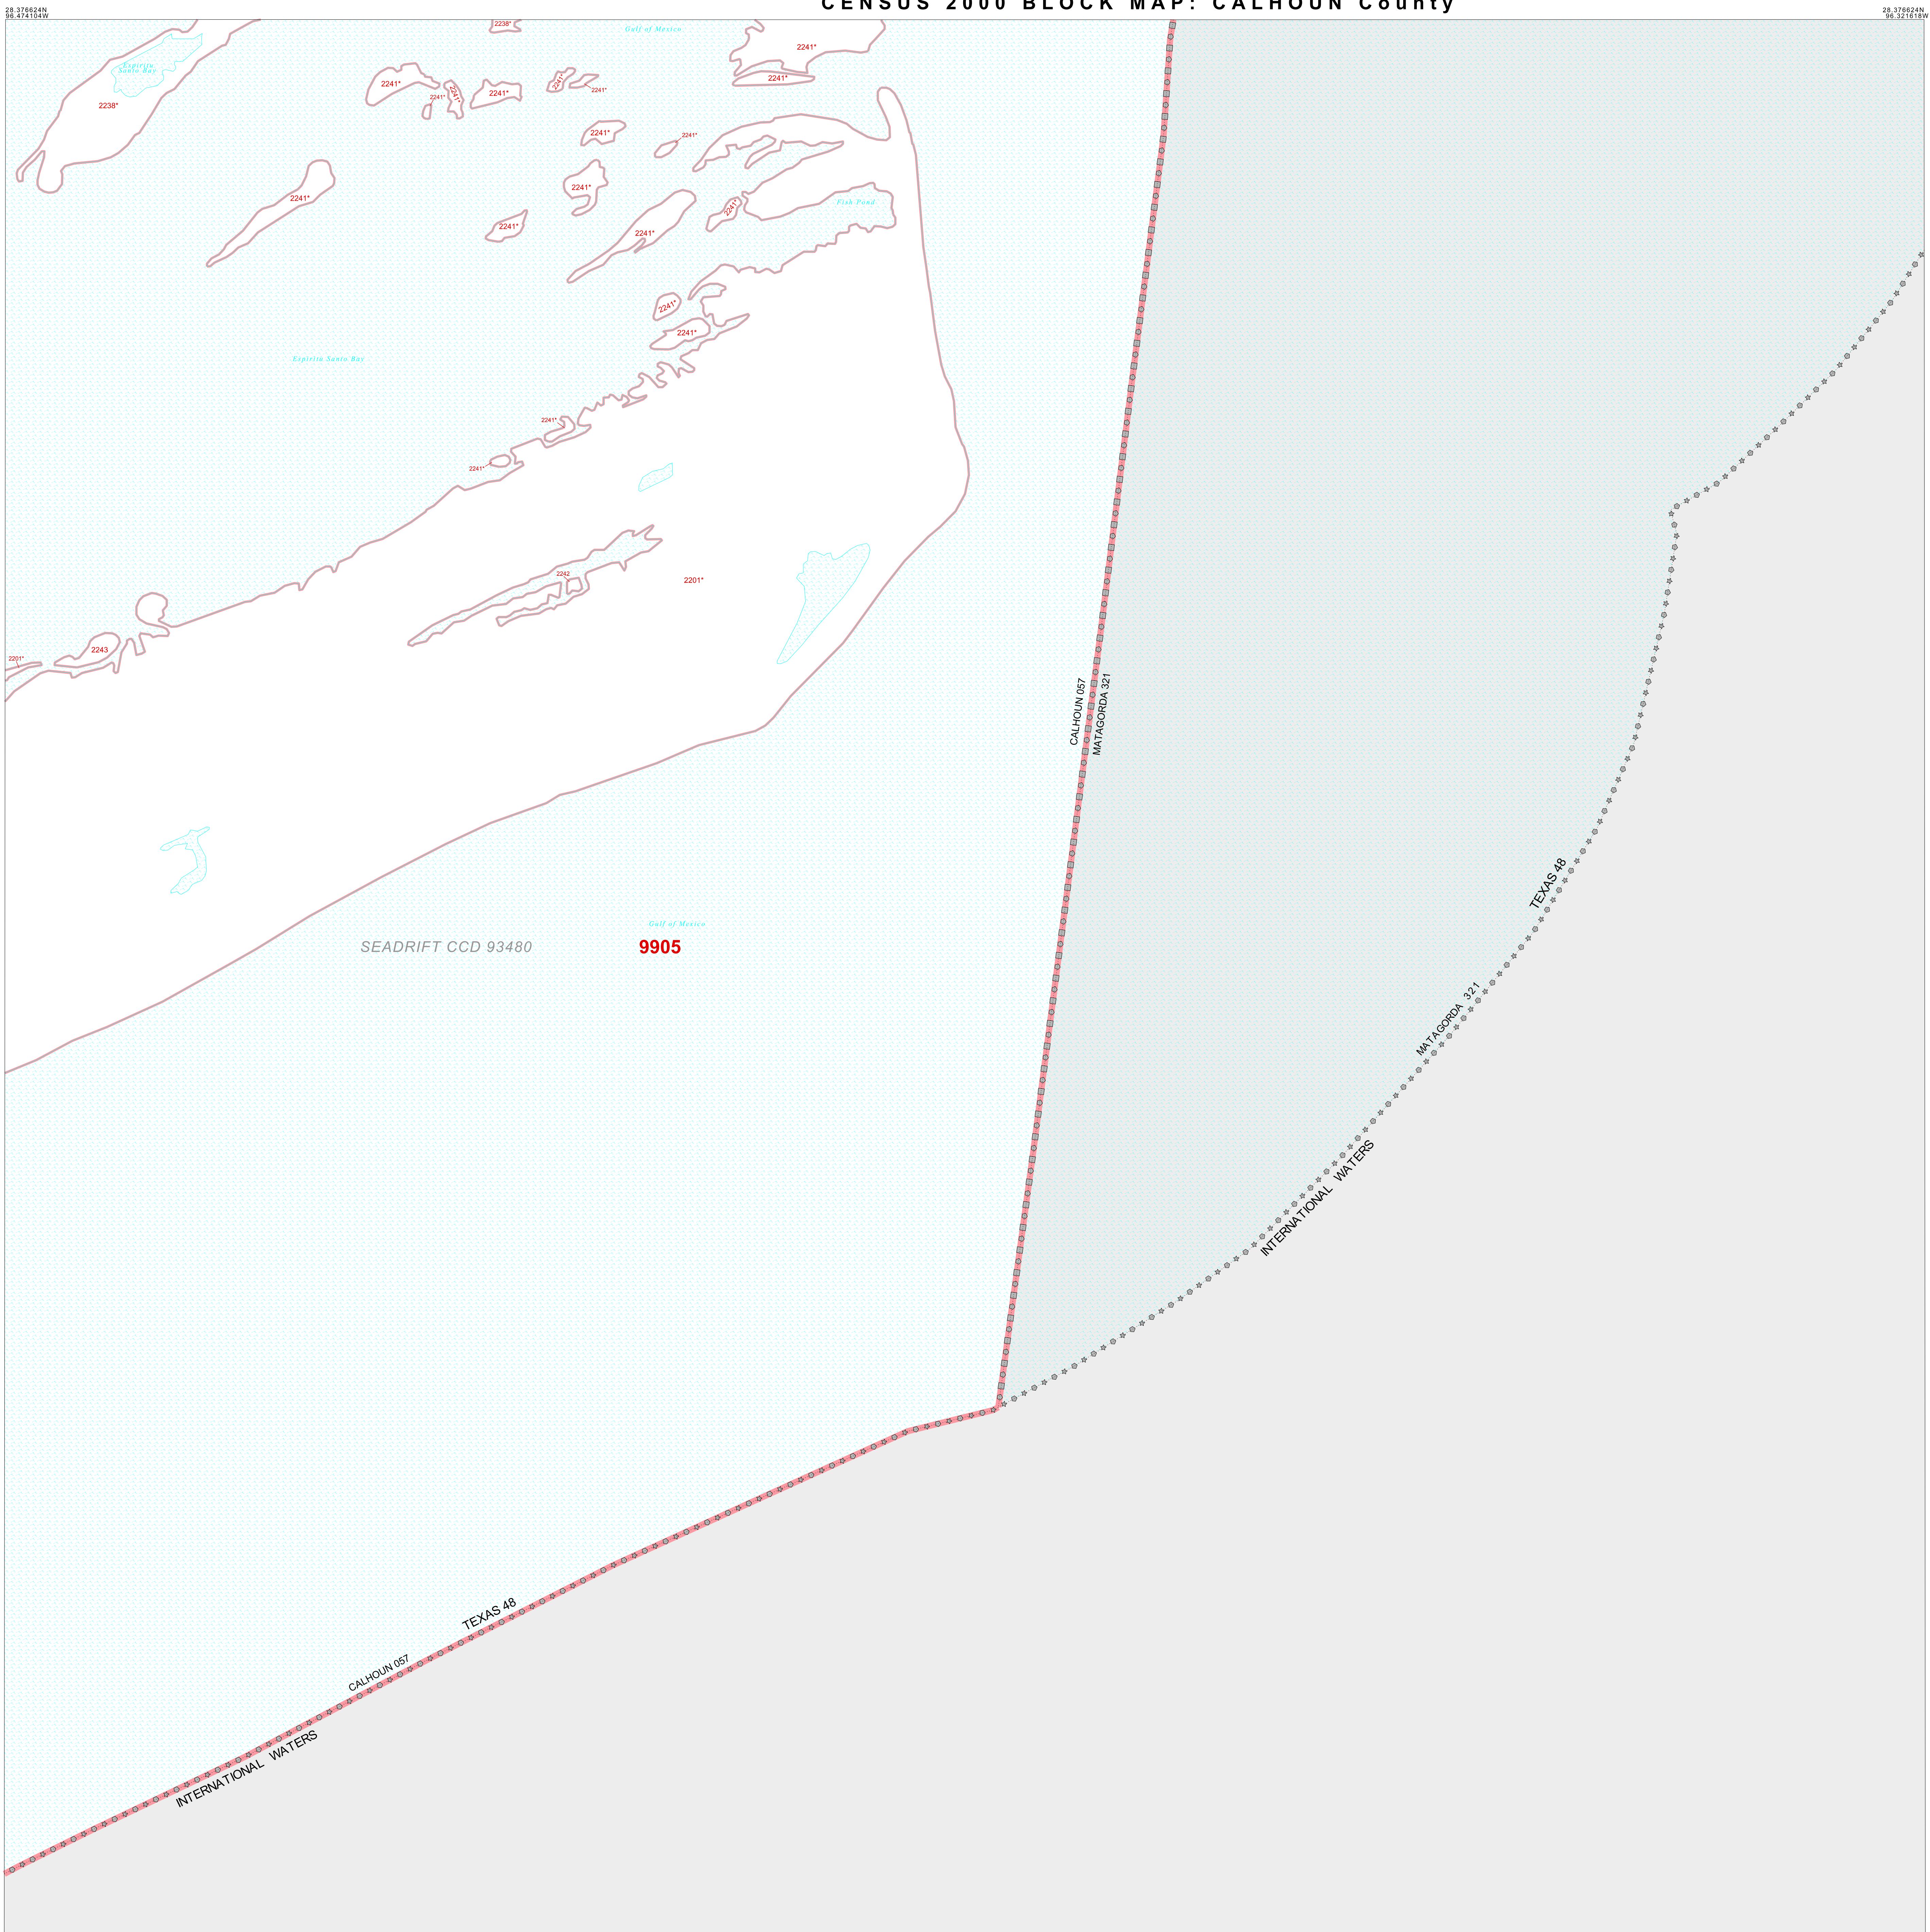 CENSUS 2000 BLOCK MAP: CALHOUN County
28.376624N
96.474104W
28.376624N
96.321618W
2238*
Gulf of Mexico
2241*
Espiritu
Santo Bay
2241*
2241*
2241*
2241*
2241*
2241*
2241*
2241*
2238*
2241*
2241*
2241*
2241*
Fish Pond
2241*
2241*
2241*
2241*
2241*
Espiritu Santo Bay
2241*
2241*
2242
2201*
2243
2201*
CALHOUN 057
MATAGORDA 321
TEXAS 48
Gulf of Mexico
SEADRIFT CCD 93480
9905
MATAGORDA 321
INTERNATIONAL WATERS
TEXAS 48
CALHOUN 057
INTERNATIONAL WATERS